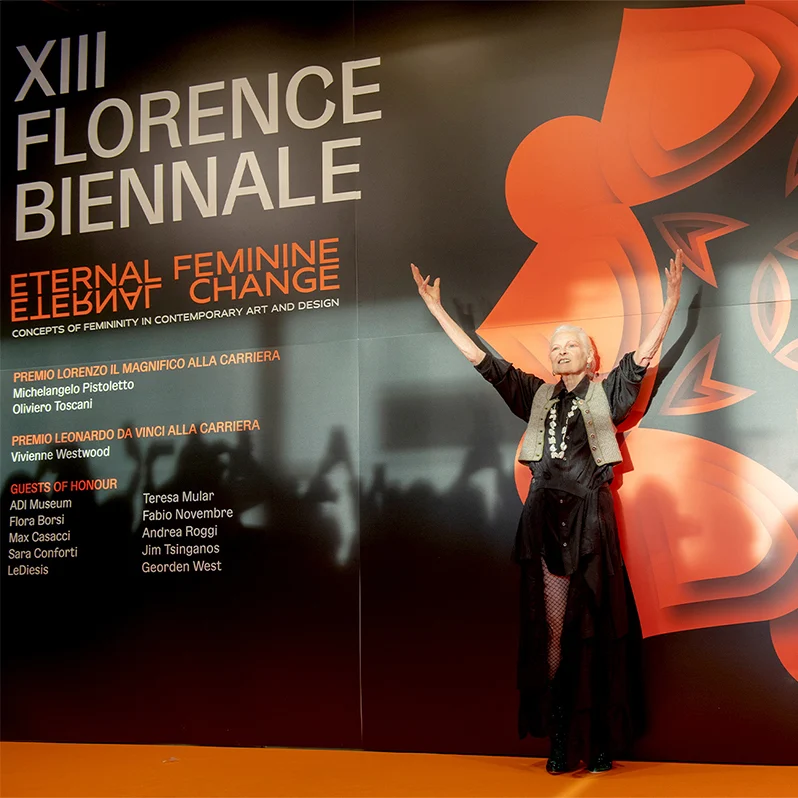 XIII
FLORENCE
BIENNALE
ETERNAL FEMININE
ETERNAL CHANGE
CONCEPTS OF FEMININITY IN CONTEMPORARY ART AND DESIGN
PREMIO LORENZO IL MAGNIFICO ALLA CARRIERA
Michelangelo Pistoletto
Oliviero Toscani
PREMIO LEONARDO DA VINCI ALLA CARRIERA
Vivienne Westwood
GUESTS OF HONOUR
ADI Museum
Flora Borsi
Max Casacci
Sara Conforti
LeDiesis
Teresa Mular
Fabio Novembre
Andrea Roggi
Jim Tsinganos
Georden West